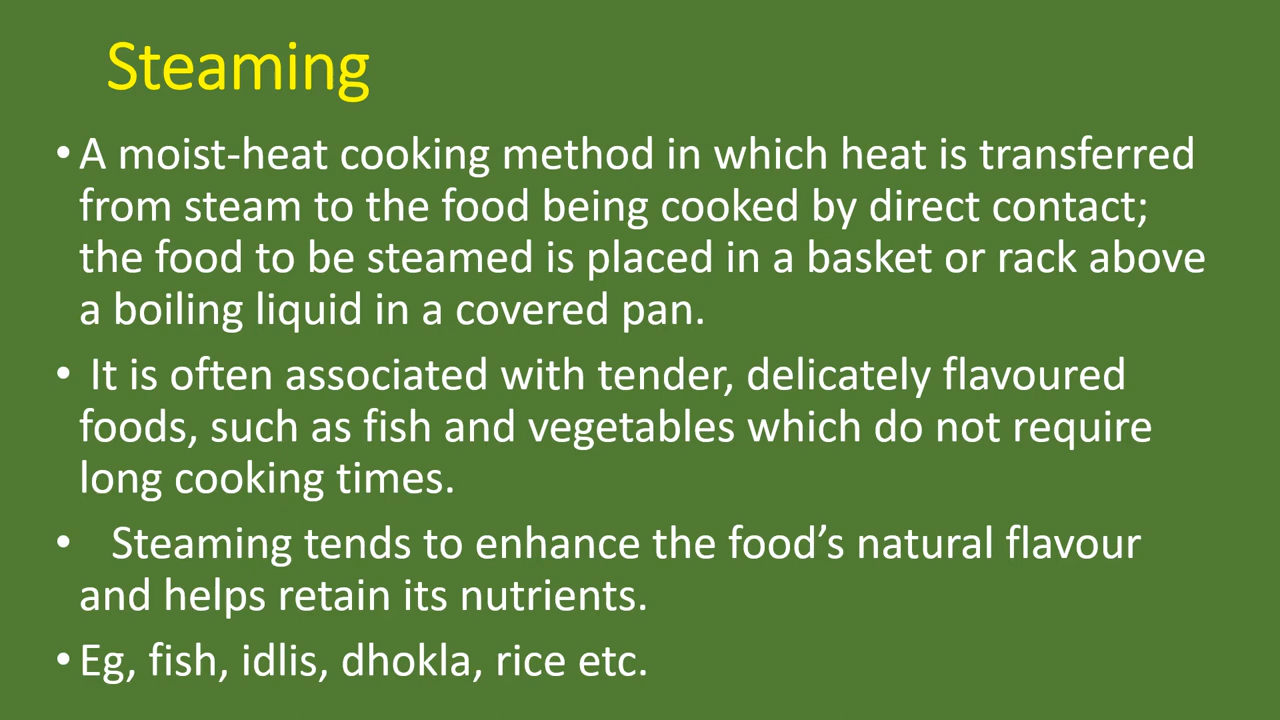 Steaming
•A moist-heat cooking method in which heat is transferred
from steam to the food being cooked by direct contact;
the food to be steamed is placed in a basket or rack above
a boiling liquid in a covered pan.
• It is often associated with tender, delicately flavoured
foods, such as fish and vegetables which do not require
long cooking times.
• Steaming tends to enhance the food’s natural flavour
and helps retain its nutrients.
•Eg, fish, idlis, dhokla, rice etc.